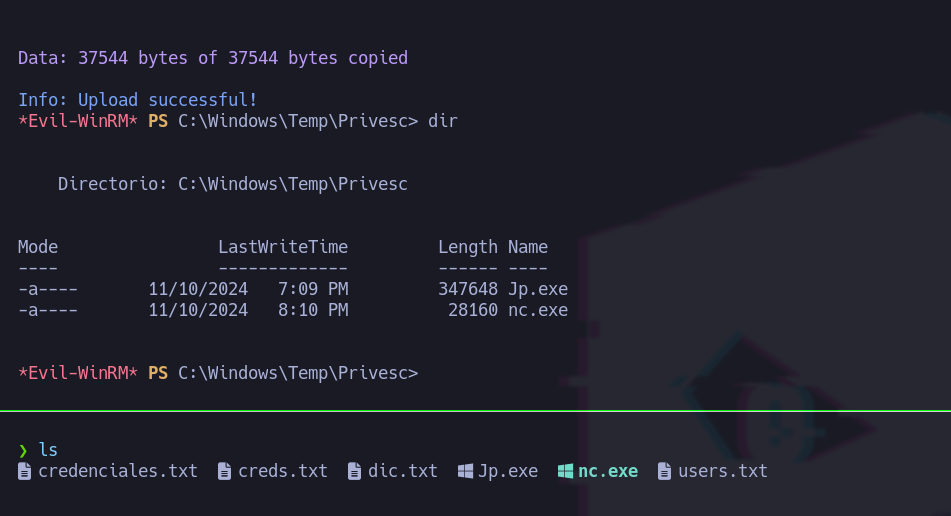 Data: 37544 bytes of 37544 bytes copied
Info: Upload successful!
*Evil-WinRM* PS C:\Windows\Temp\Privesc> dir
Directorio: C:\Windows\Temp\Privesc
Mode LastWriteTime Length Name
---- ------------- ------ ----
-a---- 11/10/2024 7:09 PM 347648 Jp.exe
-a---- 11/10/2024 8:10 PM 28160 nc.exe
*Evil-WinRM* PS C:\Windows\Temp\Privesc>
❯ ls
credenciales.txt creds.txt dic.txt Jp.exe nc.exe users.txt